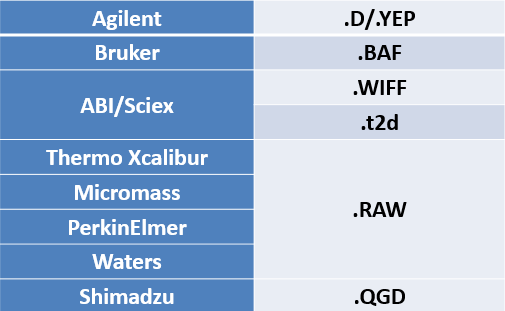 Agilent .D/.YEP
Bruker .BAF
ABI/Sciex .WIFF
.t2d
Thermo Xcalibur .RAW
Micromass
PerkinElmer
Waters
Shimadzu .QGD